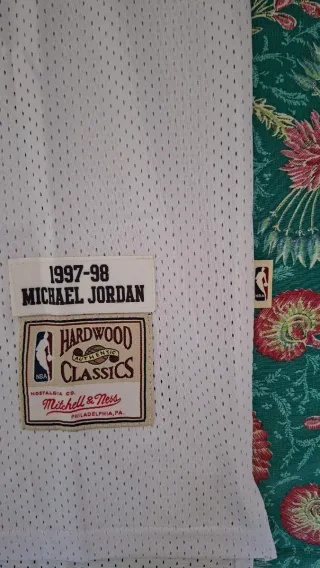 1997-98
MICHAEL JORDAN
HARDWOOD
AUTHENTIC
CLASSICS
NBA
NOSTALGIA CO.
Mitchell & Ness
PHILADELPHIA, PA.